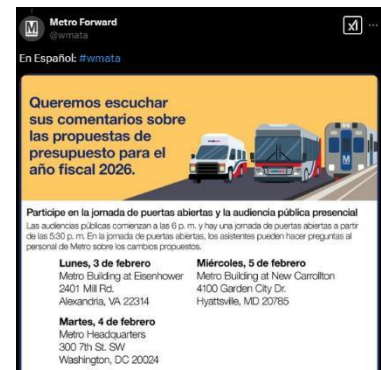 Metro Forward
@wmata
En Español: #wmata
Queremos escuchar
sus comentarios sobre
las propuestas de
presupuesto para el
año fiscal 2026.
M
Participe en la jornada de puertas abiertas y la audiencia pública presencial
Las audiencias públicas comienzan a las 6 p. m. y hay una jornada de puertas abiertas a partir
de las 5:30 p. m. En la jornada de puertas abiertas, los asistentes pueden hacer preguntas al
personal de Metro sobre los cambios propuestos.
Lunes, 3 de febrero
Metro Building at Eisenhower
2401 Mill Rd.
Alexandria, VA 22314
Miércoles, 5 de febrero
Metro Building at New Carrollton
4100 Garden City Dr.
Hyattsville, MD 20785
Martes, 4 de febrero
Metro Headquarters
300 7th St. SW
Washington, DC 20024